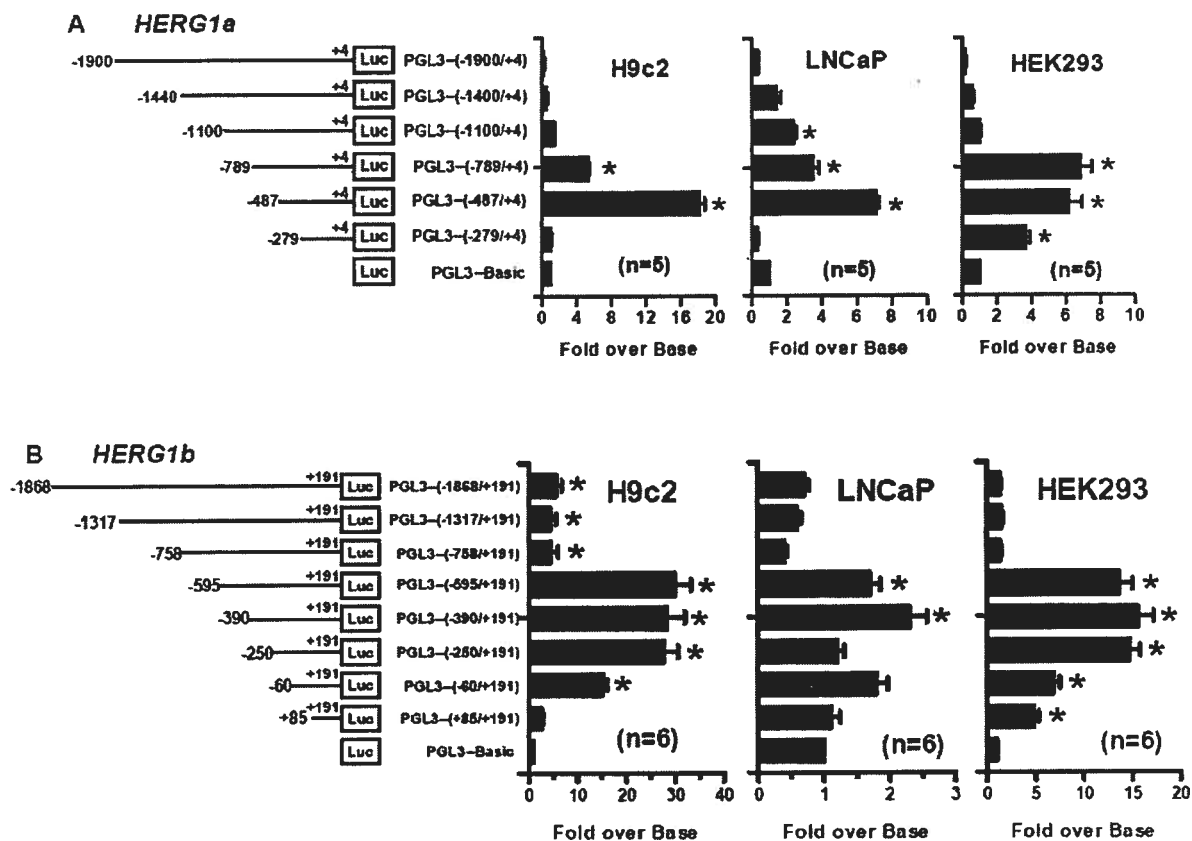 A HERG1a
-1900 +4 Luc PGL3-(-1900/+4)
-1440 +4 Luc PGL3-(-1400/+4)
-1100 +4 Luc PGL3-(-1100/+4)
-789 +4 Luc PGL3-(-789/+4)
-487 +4 Luc PGL3-(-487/+4)
-279 +4 Luc PGL3-(-279/+4)
Luc PGL3-Basic
H9c2
*
*
(n=5)
0 4 8 12 16 20
Fold over Base
LNCaP
*
*
*
(n=5)
0 2 4 6 8 10
Fold over Base
HEK293
*
*
*
(n=5)
0 2 4 6 8 10
Fold over Base
B HERG1b
-1868 +191 Luc PGL3-(-1868/+191)
-1317 +191 Luc PGL3-(-1317/+191)
-758 +191 Luc PGL3-(-758/+191)
-595 +191 Luc PGL3-(-595/+191)
-390 +191 Luc PGL3-(-390/+191)
-250 +191 Luc PGL3-(-250/+191)
-60 +191 Luc PGL3-(-60/+191)
+85 +191 Luc PGL3-(+85/+191)
Luc PGL3-Basic
H9c2
*
*
*
*
*
*
*
(n=6)
0 10 20 30 40
Fold over Base
LNCaP
*
*
(n=6)
0 1 2 3
Fold over Base
HEK293
*
*
*
*
*
(n=6)
0 5 10 15 20
Fold over Base